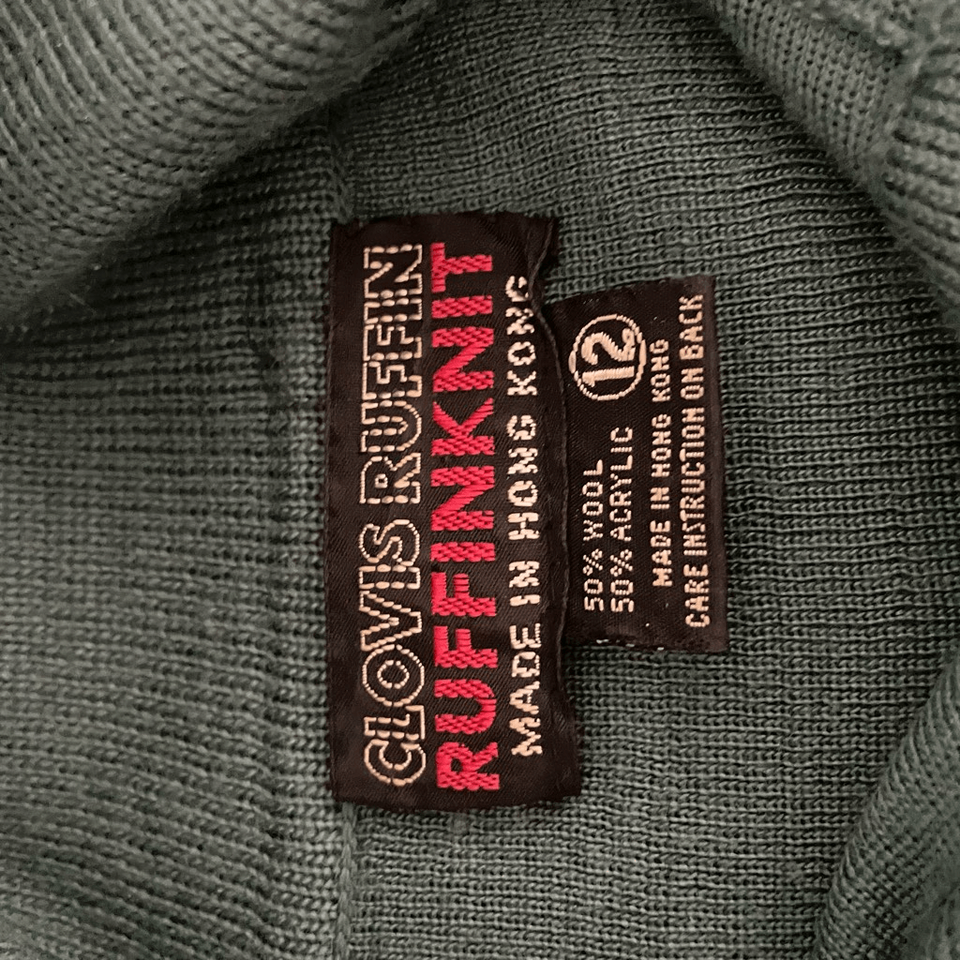 CLOVIS RUFFIN
RUFFINKNIT
MADE IN HONG KONG
12
50% WOOL
50% ACRYLIC
MADE IN HONG KONG
CARE INSTRUCTION ON BACK